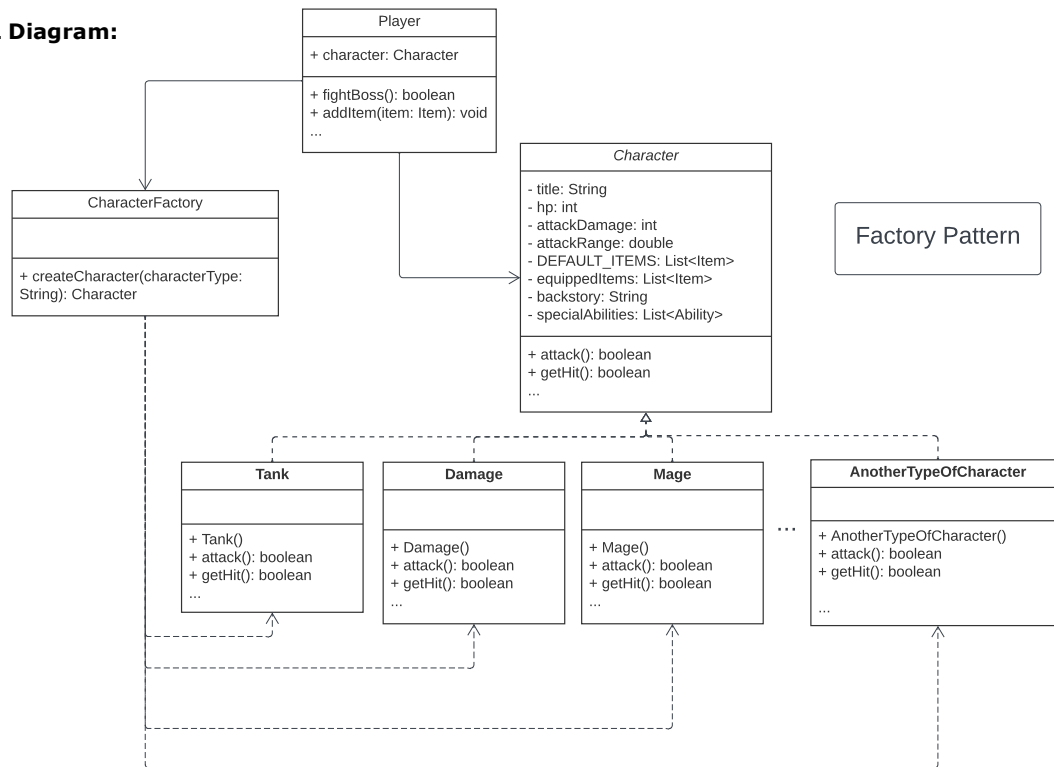 Diagram:
Player
+ character: Character
+ fightBoss(): boolean
+ addItem(item: Item): void
...
Character
- title: String
- hp: int
- attackDamage: int
- attackRange: double
- DEFAULT_ITEMS: List<Item>
- equippedItems: List<Item>
- backstory: String
- specialAbilities: List<Ability>
+ attack(): boolean
+ getHit(): boolean
...
CharacterFactory
+ createCharacter(characterType:
String): Character
Factory Pattern
Tank
+ Tank()
+ attack(): boolean
+ getHit(): boolean
...
Damage
+ Damage()
+ attack(): boolean
+ getHit(): boolean
...
Mage
+ Mage()
+ attack(): boolean
+ getHit(): boolean
...
...
AnotherTypeOfCharacter
+ AnotherTypeOfCharacter()
+ attack(): boolean
+ getHit(): boolean
...